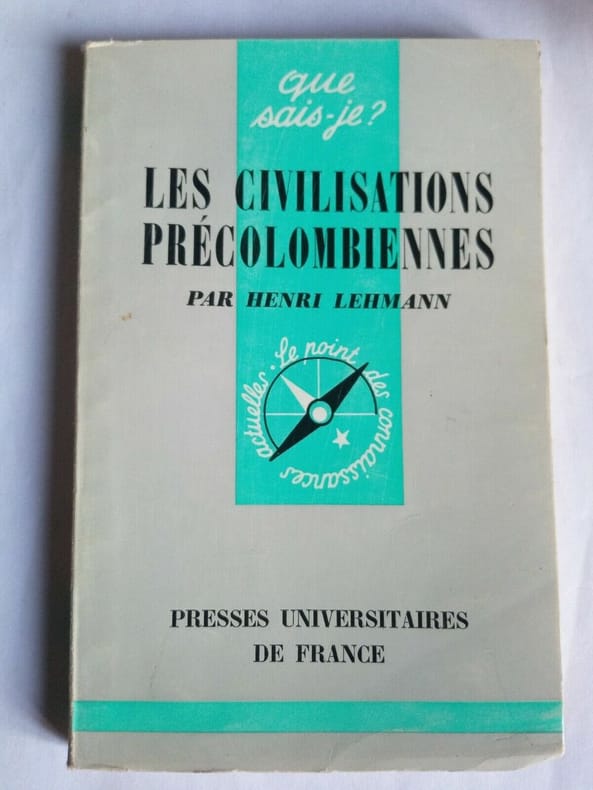 que
sais-je?
LES CIVILISATIONS
PRÉCOLOMBIENNES
PAR HENRI LEHMANN
Le point des connaissances actuelles.
PRESSES UNIVERSITAIRES
DE FRANCE